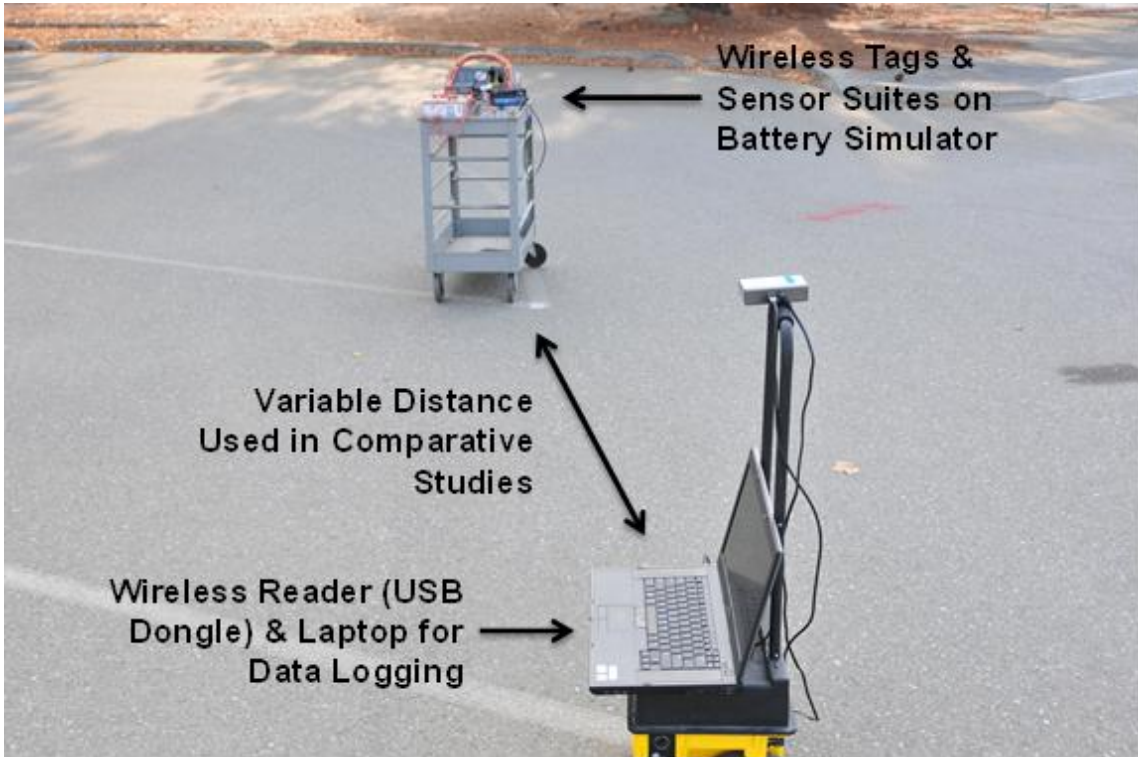 Wireless Tags &
Sensor Suites on
Battery Simulator
Variable Distance
Used in Comparative
Studies
Wireless Reader (USB
Dongle) & Laptop for
Data Logging